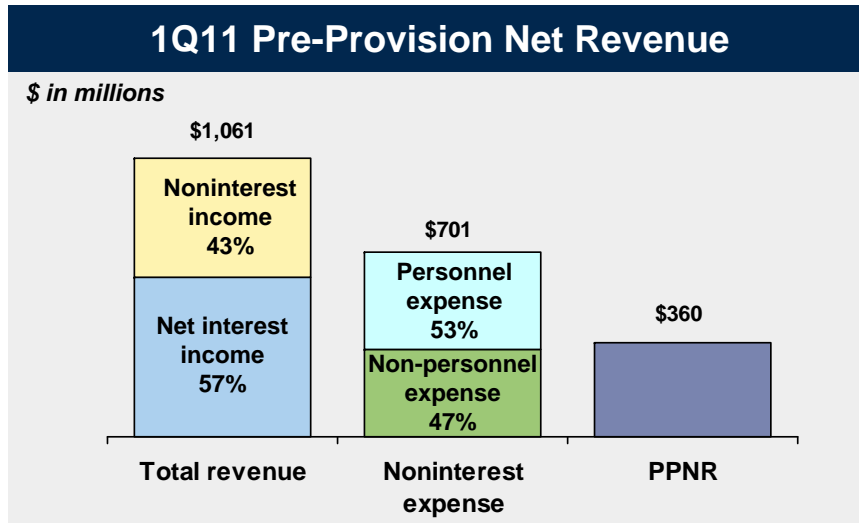 1Q11 Pre-Provision Net Revenue
$ in millions
$1,061
Noninterest
income
43%
Net interest
income
57%
$701
Personnel
expense
53%
Non-personnel
expense
47%
$360
Total revenue
Noninterest
expense
PPNR